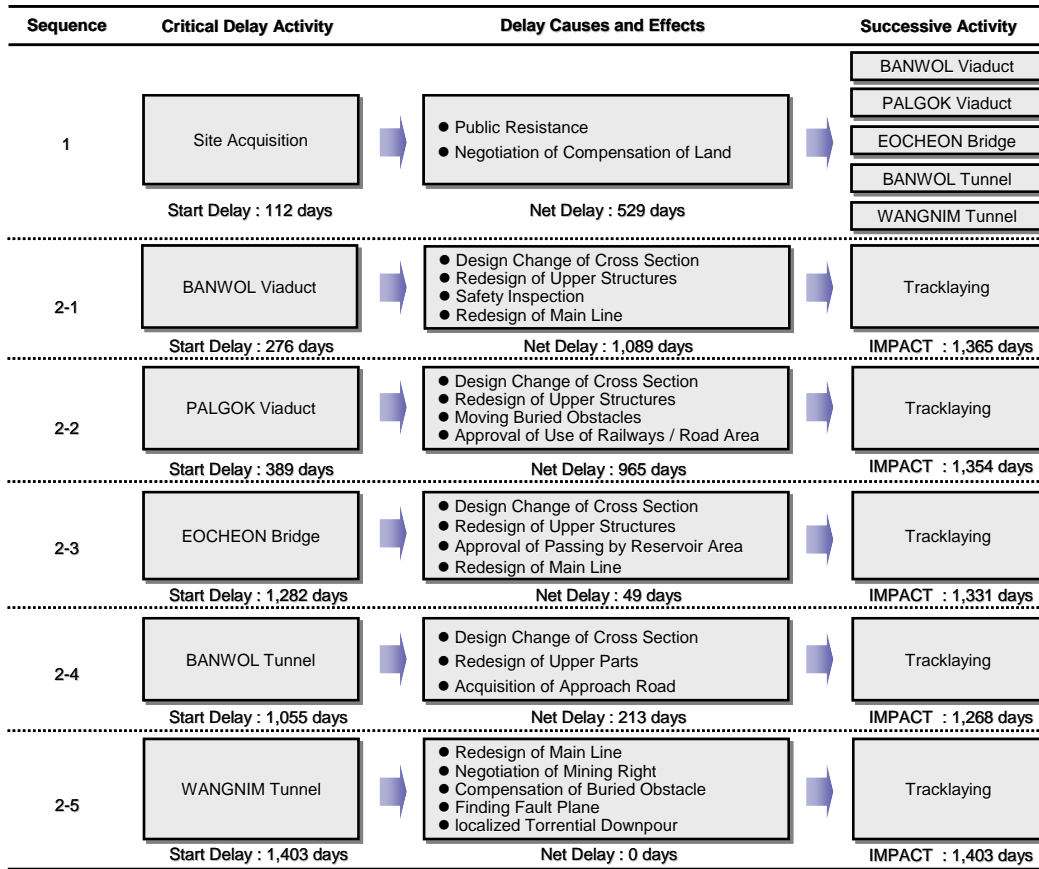 Sequence Critical Delay Activity Delay Causes and Effects Successive Activity
1
Site Acquisition
● Public Resistance
● Negotiation of Compensation of Land
BANWOL Viaduct
PALGOK Viaduct
EOCHEON Bridge
BANWOL Tunnel
WANGNIM Tunnel
Start Delay : 112 days Net Delay : 529 days
2-1
BANWOL Viaduct
● Design Change of Cross Section
● Redesign of Upper Structures
● Safety Inspection
● Redesign of Main Line
Tracklaying
Start Delay : 276 days Net Delay : 1,089 days IMPACT : 1,365 days
2-2
PALGOK Viaduct
● Design Change of Cross Section
● Redesign of Upper Structures
● Moving Buried Obstacles
● Approval of Use of Railways / Road Area
Tracklaying
Start Delay : 389 days Net Delay : 965 days IMPACT : 1,354 days
2-3
EOCHEON Bridge
● Design Change of Cross Section
● Redesign of Upper Structures
● Approval of Passing by Reservoir Area
● Redesign of Main Line
Tracklaying
Start Delay : 1,282 days Net Delay : 49 days IMPACT : 1,331 days
2-4
BANWOL Tunnel
● Design Change of Cross Section
● Redesign of Upper Parts
● Acquisition of Approach Road
Tracklaying
Start Delay : 1,055 days Net Delay : 213 days IMPACT : 1,268 days
2-5
WANGNIM Tunnel
● Redesign of Main Line
● Negotiation of Mining Right
● Compensation of Buried Obstacle
● Finding Fault Plane
● localized Torrential Downpour
Tracklaying
Start Delay : 1,403 days Net Delay : 0 days IMPACT : 1,403 days